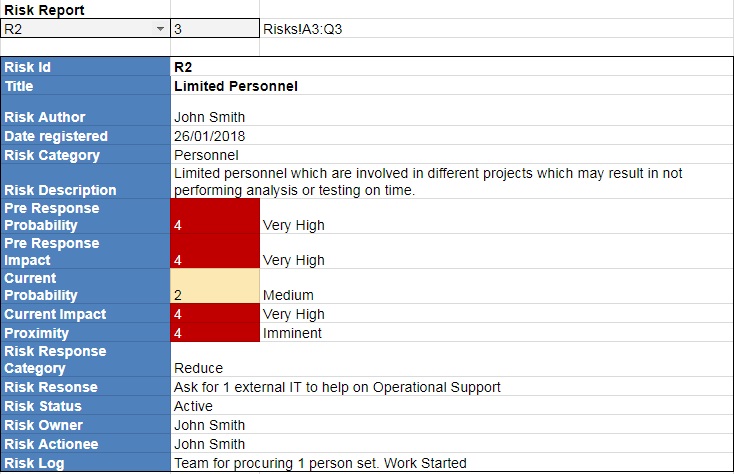 Risk Report
R2 3 Risks!A3:Q3
Risk Id R2
Title Limited Personnel
Risk Author John Smith
Date registered 26/01/2018
Risk Category Personnel
Limited personnel which are involved in different projects which may result in not
Risk Description performing analysis or testing on time.
Pre Response
Probability 4 Very High
Pre Response
Impact 4 Very High
Current
Probability 2 Medium
Current Impact 4 Very High
Proximity 4 Imminent
Risk Response
Category Reduce
Risk Resonse Ask for 1 external IT to help on Operational Support
Risk Status Active
Risk Owner John Smith
Risk Actionee John Smith
Risk Log Team for procuring 1 person set. Work Started